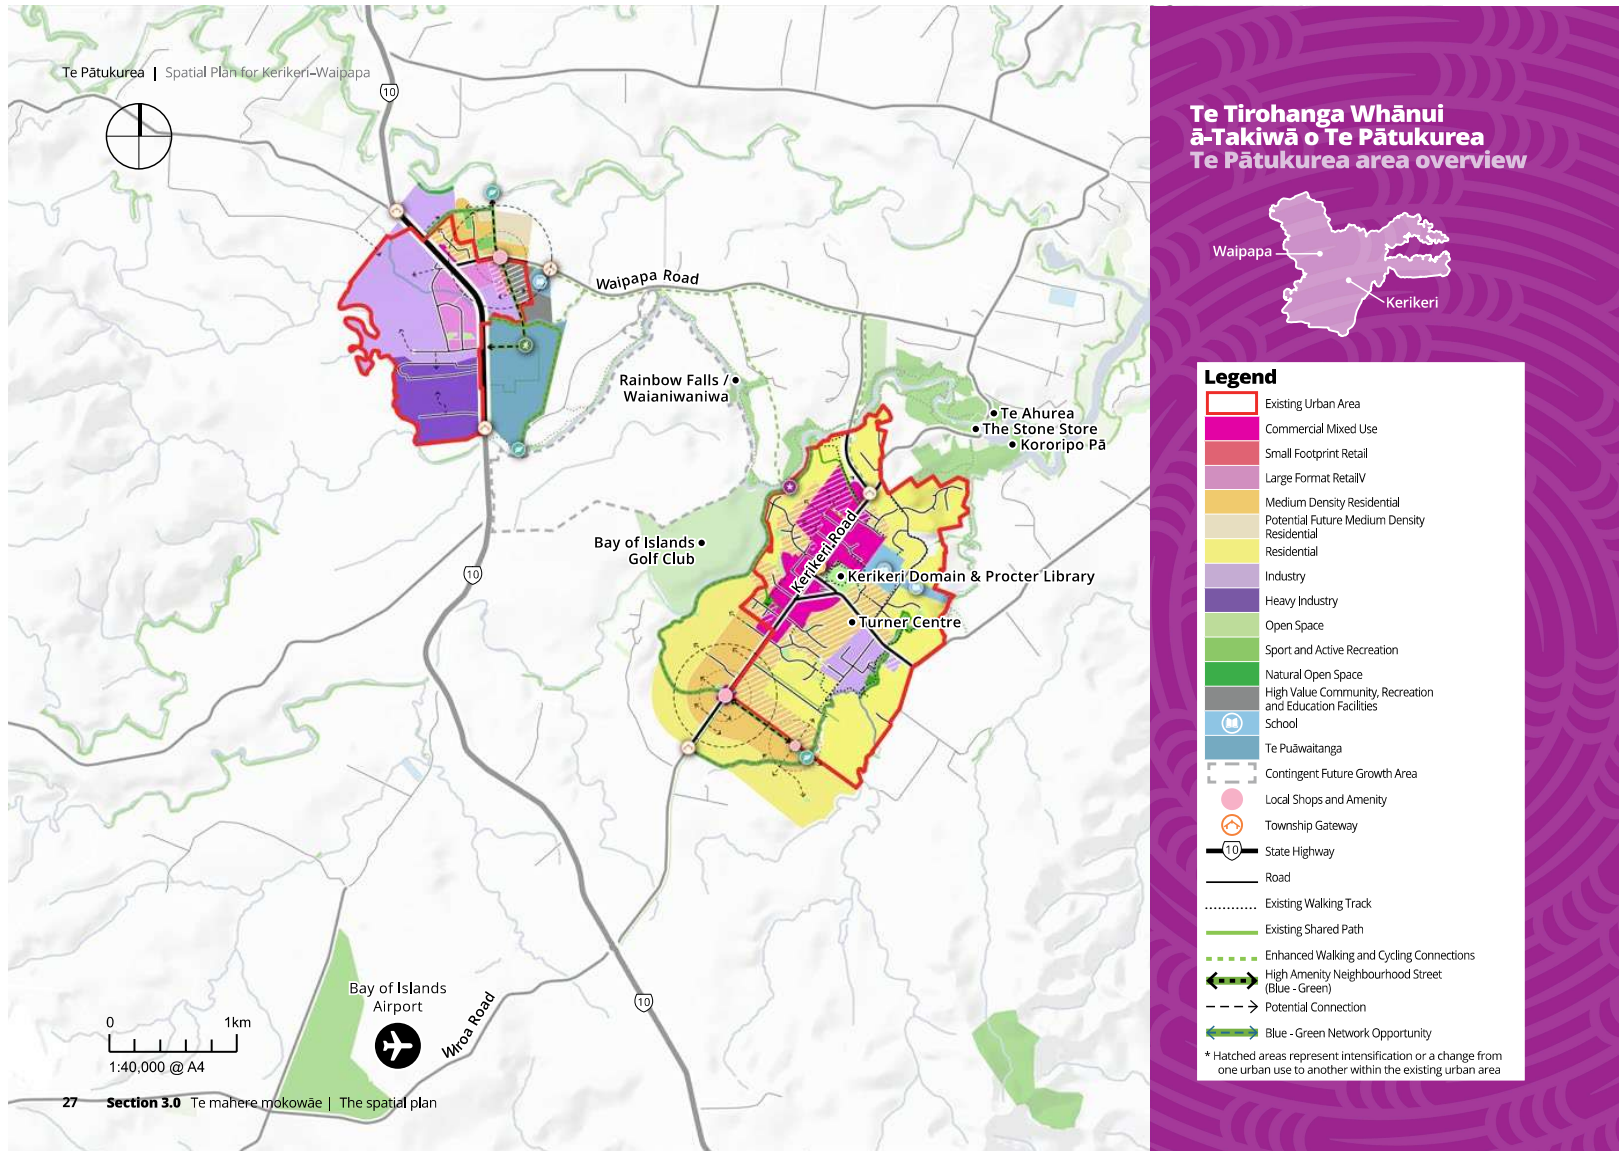 Te Pātukurea | Spatial Plan for Kerikeri–Waipapa
10
Waipapa Road
Rainbow Falls /
Waianiwaniwa
Te Ahurea
The Stone Store
Kororipo Pā
Bay of Islands
Golf Club
Kerikeri Road
Kerikeri Domain & Procter Library
Turner Centre
10
Bay of Islands
Airport
Wiroa Road
10
0 1km
1:40,000 @ A4
27 Section 3.0 Te mahere mokowāe | The spatial plan
Te Tirohanga Whānui
ā-Takiwā o Te Pātukurea
Te Pātukurea area overview
Waipapa
Kerikeri
Legend
Existing Urban Area
Commercial Mixed Use
Small Footprint Retail
Large Format RetailV
Medium Density Residential
Potential Future Medium Density
Residential
Residential
Industry
Heavy Industry
Open Space
Sport and Active Recreation
Natural Open Space
High Value Community, Recreation
and Education Facilities
School
Te Puāwaitanga
Contingent Future Growth Area
Local Shops and Amenity
Township Gateway
10 State Highway
Road
Existing Walking Track
Existing Shared Path
Enhanced Walking and Cycling Connections
High Amenity Neighbourhood Street
(Blue - Green)
Potential Connection
Blue - Green Network Opportunity
* Hatched areas represent intensification or a change from
one urban use to another within the existing urban area